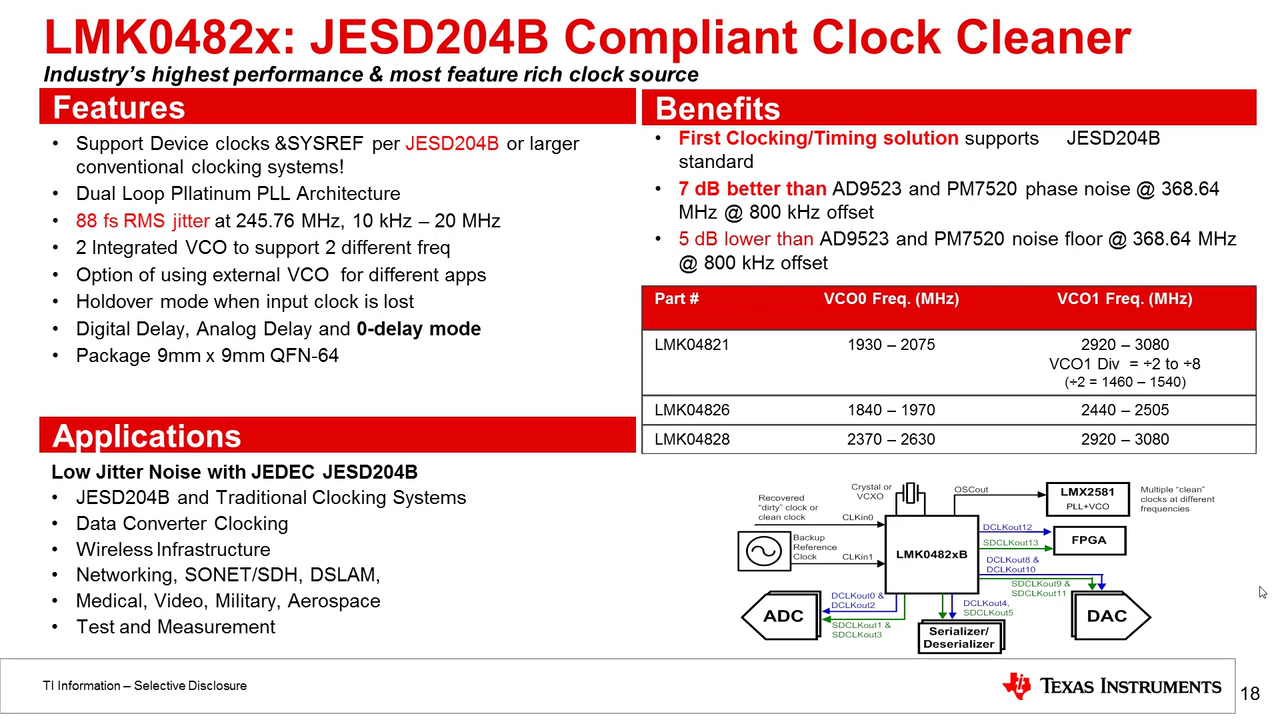 LMK0482x: JESD204B Compliant Clock Cleaner
Industry's highest performance & most feature rich clock source
Features
• Support Device clocks &SYSREF per JESD204B or larger
conventional clocking systems!
• Dual Loop Pllatinum PLL Architecture
• 88 fs RMS jitter at 245.76 MHz, 10 kHz – 20 MHz
• 2 Integrated VCO to support 2 different freq
• Option of using external VCO for different apps
• Holdover mode when input clock is lost
• Digital Delay, Analog Delay and 0-delay mode
• Package 9mm x 9mm QFN-64
Applications
Low Jitter Noise with JEDEC JESD204B
• JESD204B and Traditional Clocking Systems
• Data Converter Clocking
• Wireless Infrastructure
• Networking, SONET/SDH, DSLAM,
• Medical, Video, Military, Aerospace
• Test and Measurement
Benefits
• First Clocking/Timing solution supports JESD204B
standard
• 7 dB better than AD9523 and PM7520 phase noise @ 368.64
MHz @ 800 kHz offset
• 5 dB lower than AD9523 and PM7520 noise floor @ 368.64 MHz
@ 800 kHz offset
Part # VCO0 Freq. (MHz) VCO1 Freq. (MHz)
LMK04821 1930 – 2075 2920 – 3080
VCO1 Div = ÷2 to ÷8
(÷2 = 1460 – 1540)
LMK04826 1840 – 1970 2440 – 2505
LMK04828 2370 – 2630 2920 – 3080
Crystal or
VCXO
Recovered
"dirty" clock or
clean clock
CLKin0
Backup
Reference
Clock
CLKin1
LMK0482xB
OSCout
LMX2581
PLL+VCO
Multiple "clean"
clocks at different
frequencies
DCLKout12
SDCLKout13
FPGA
DCLKout8 &
DCLKout10
SDCLKout9 &
SDCLKout11
DAC
DCLKout0 &
DCLKout2
SDCLKout1 &
SDCLKout3
ADC
DCLKout4,
SDCLKout5
Serializer/
Deserializer
TI Information – Selective Disclosure
TEXAS INSTRUMENTS
18